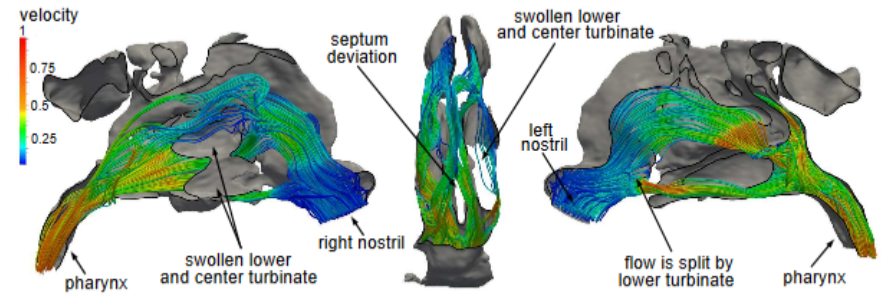 velocity
1
0.75
0.5
0.25
septum
deviation
swollen lower
and center turbinate
left
nostril
right nostril
swollen lower
and center turbinate
pharynx
flow is split by
lower turbinate
pharynx